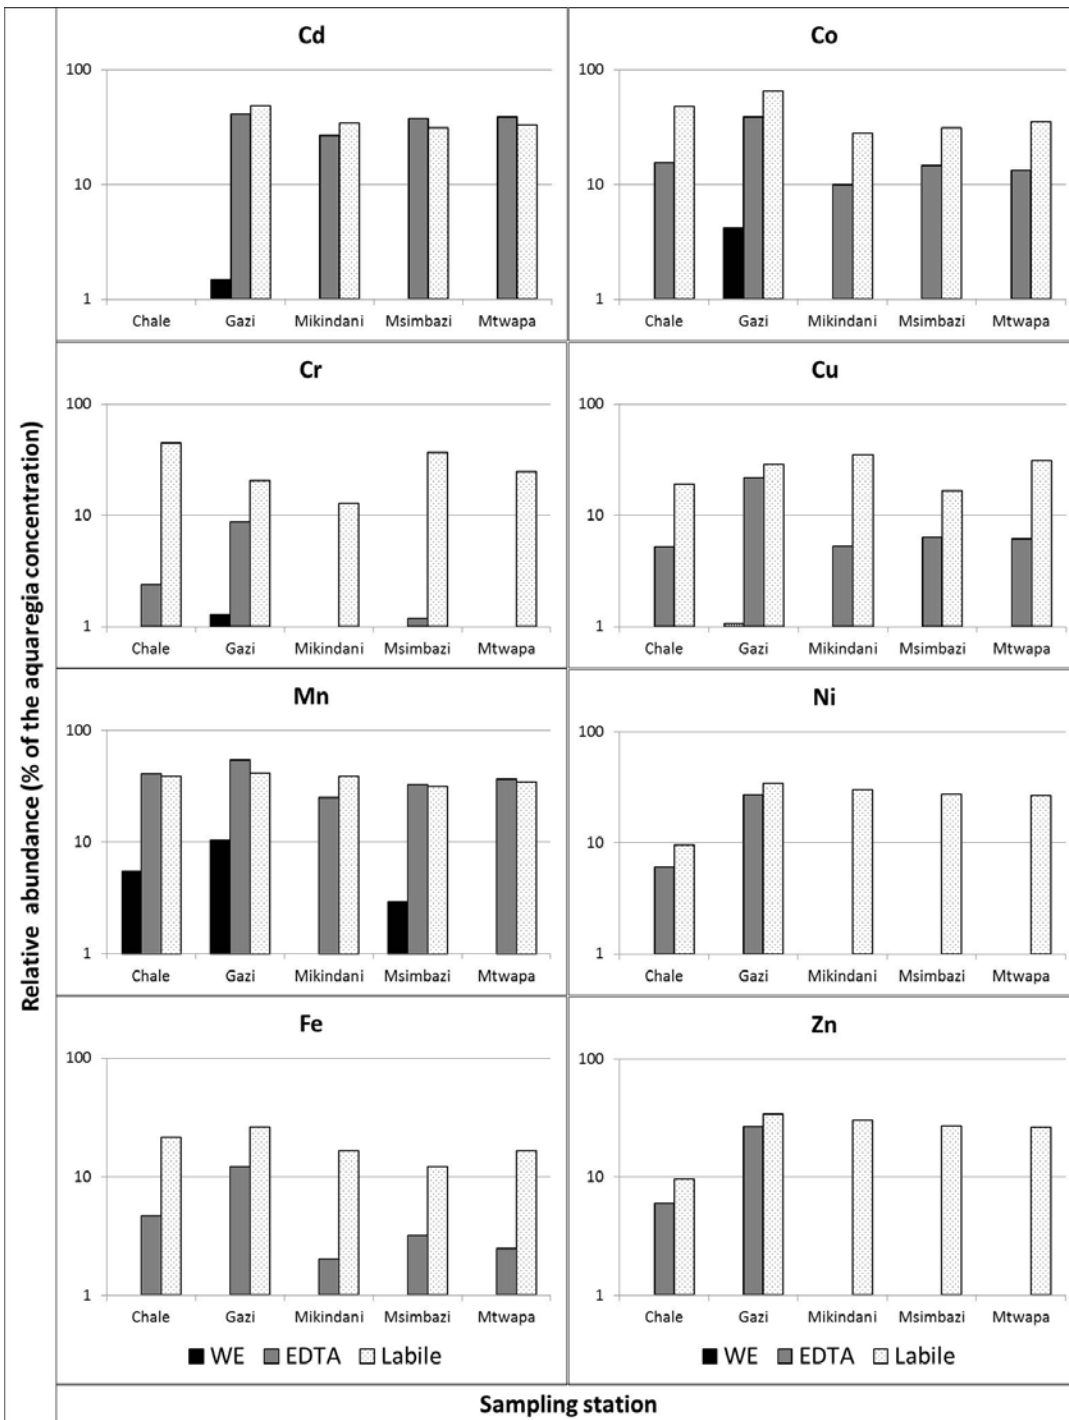 Relative abundance (% of the aquaregia concentration)
Cd
100
10
1
Chale Gazi Mikindani Msimbazi Mtwapa
Co
100
10
1
Chale Gazi Mikindani Msimbazi Mtwapa
Cr
100
10
1
Chale Gazi Mikindani Msimbazi Mtwapa
Cu
100
10
1
Chale Gazi Mikindani Msimbazi Mtwapa
Mn
100
10
1
Chale Gazi Mikindani Msimbazi Mtwapa
Ni
100
10
1
Chale Gazi Mikindani Msimbazi Mtwapa
Fe
100
10
1
Chale Gazi Mikindani Msimbazi Mtwapa
WE EDTA Labile
Zn
100
10
1
Chale Gazi Mikindani Msimbazi Mtwapa
WE EDTA Labile
Sampling station